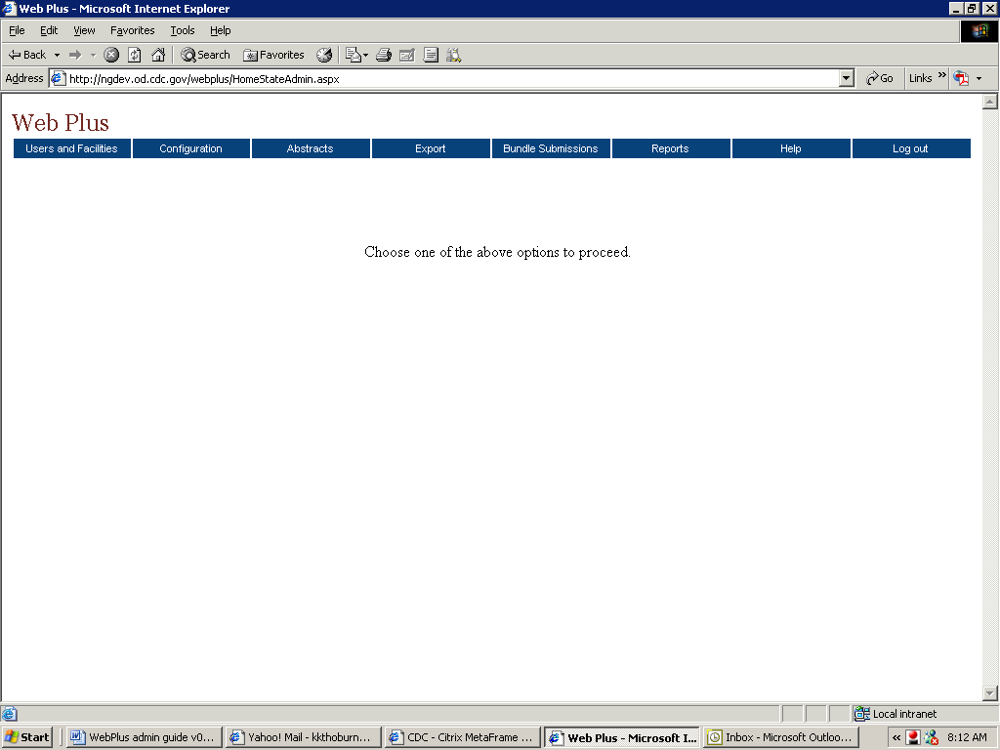 Web Plus - Microsoft Internet Explorer
File Edit View Favorites Tools Help
Back Search Favorites
Address http://ngdev.od.cdc.gov/webplus/HomeStateAdmin.aspx Go Links »
Web Plus
Users and Facilities Configuration Abstracts Export Bundle Submissions Reports Help Log out
Choose one of the above options to proceed.
Local intranet
Start WebPlus admin guide v0... Yahoo! Mail - kkthoburn... CDC - Citrix MetaFrame ... Web Plus - Microsoft I... Inbox - Microsoft Outloo... « 8:12 AM